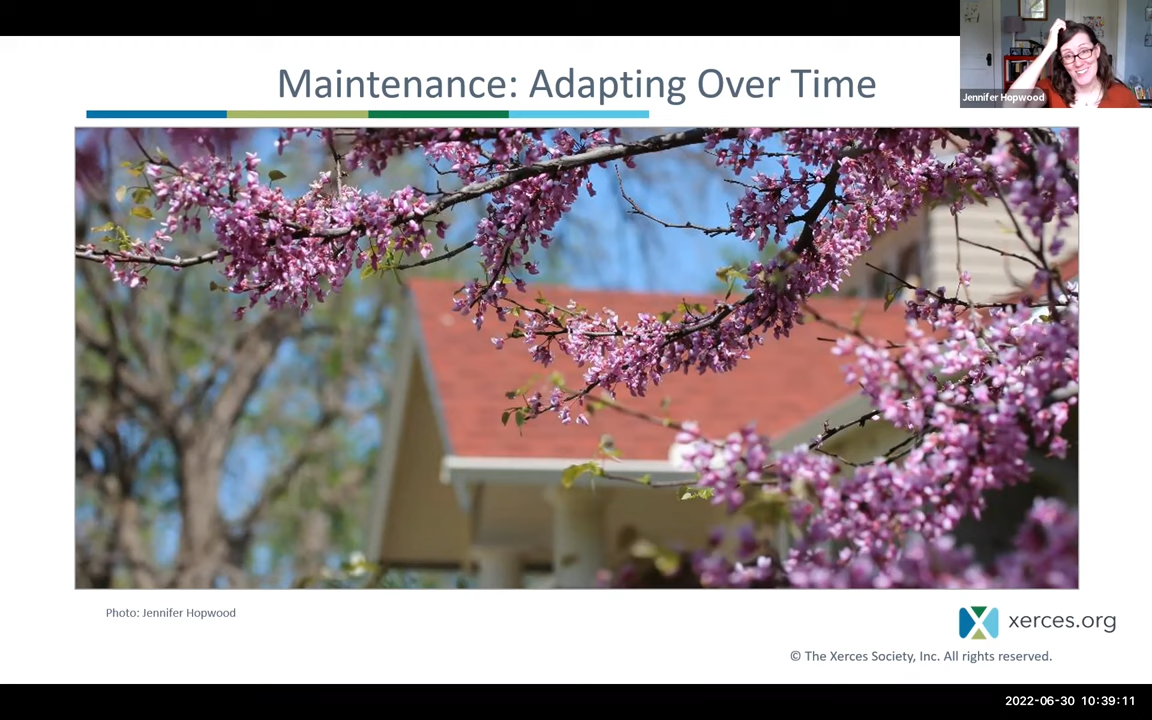 Maintenance: Adapting Over Time
Jennifer Hopwood
Photo: Jennifer Hopwood
xerces.org
© The Xerces Society, Inc. All rights reserved.
2022-06-30 10:39:11